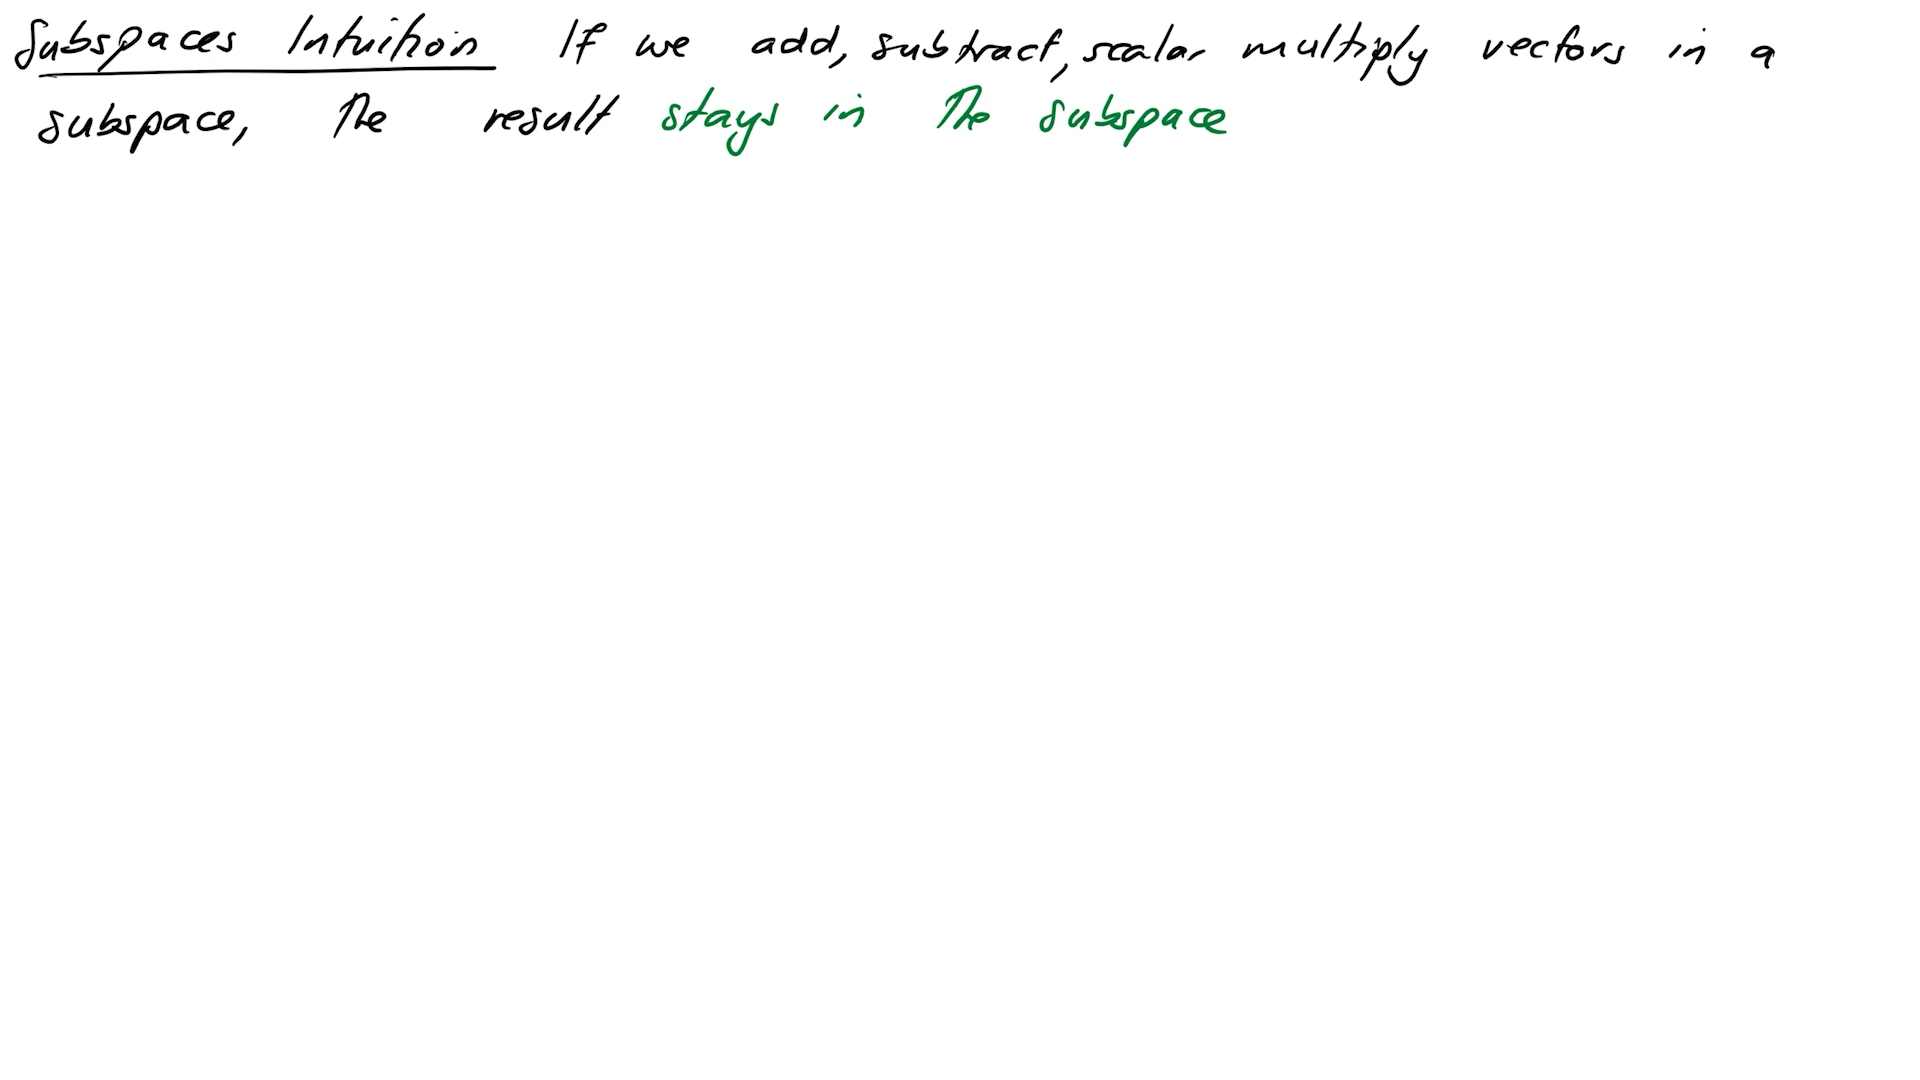 Subspaces Intuition If we add, subtract, scalar multiply vectors in a
subspace, the result stays in the subspace